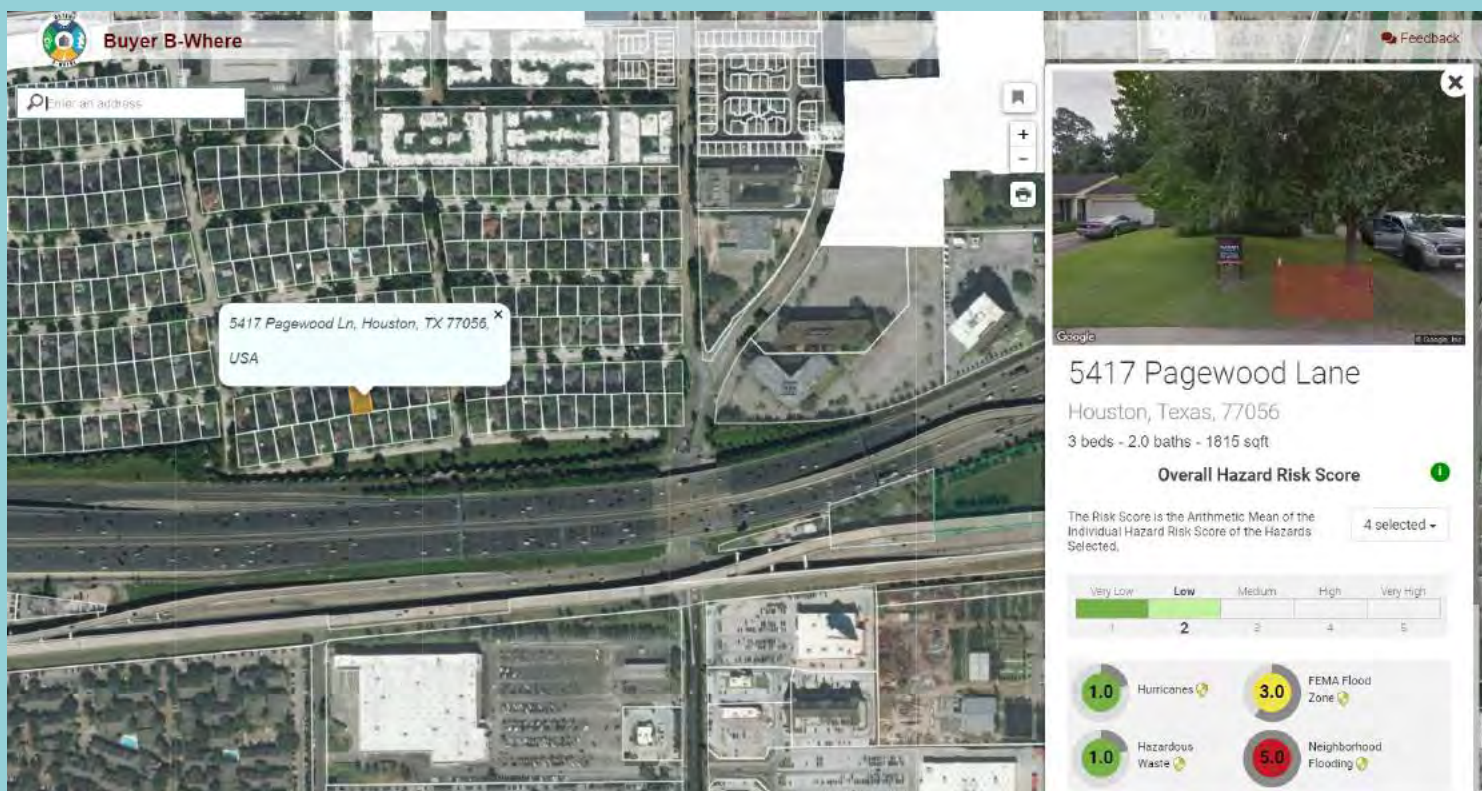 Buyer B-Where
Feedback
Enter an address
+
-
5417 Pagewood Ln, Houston, TX 77056,
USA
Google
© Google, Inc
5417 Pagewood Lane
Houston, Texas, 77056
3 beds - 2.0 baths - 1815 sqft
Overall Hazard Risk Score
The Risk Score is the Arithmetic Mean of the
Individual Hazard Risk Score of the Hazards
Selected.
4 selected
Very Low Low Medium High Very High
1 2 3 4 5
1.0 Hurricanes
3.0 FEMA Flood
Zone
1.0 Hazardous
Waste
5.0 Neighborhood
Flooding